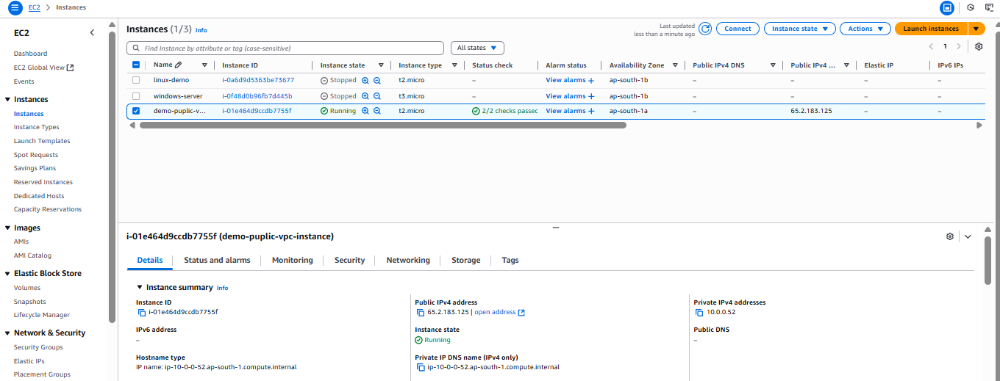 EC2 > Instances
EC2
Dashboard
EC2 Global View
Events
Instances
Instances
Instance Types
Launch Templates
Spot Requests
Savings Plans
Reserved Instances
Dedicated Hosts
Capacity Reservations
Images
AMIs
AMI Catalog
Elastic Block Store
Volumes
Snapshots
Lifecycle Manager
Network & Security
Security Groups
Elastic IPs
Placement Groups
Instances (1/3) Info
Last updated
less than a minute ago
Connect Instance state Actions Launch instances
Find Instance by attribute or tag (case-sensitive) All states 1
Name Instance ID Instance state Instance type Status check Alarm status Availability Zone Public IPv4 DNS Public IPv4 ... Elastic IP IPv6 IPs
linux-demo i-0a6d9d5363be73677 Stopped t2.micro – View alarms + ap-south-1b – – – –
windows-server i-0f48d0b96fb7d445b Stopped t3.micro – View alarms + ap-south-1b – – – –
demo-puplic-v... i-01e464d9ccdb7755f Running t2.micro 2/2 checks passec View alarms + ap-south-1a – 65.2.183.125 – –
i-01e464d9ccdb7755f (demo-puplic-vpc-instance)
Details Status and alarms Monitoring Security Networking Storage Tags
Instance summary Info
Instance ID
i-01e464d9ccdb7755f
Public IPv4 address
65.2.183.125 | open address
Private IPv4 addresses
10.0.0.52
IPv6 address
–
Instance state
Running
Public DNS
–
Hostname type
IP name: ip-10-0-0-52.ap-south-1.compute.internal
Private IP DNS name (IPv4 only)
ip-10-0-0-52.ap-south-1.compute.internal